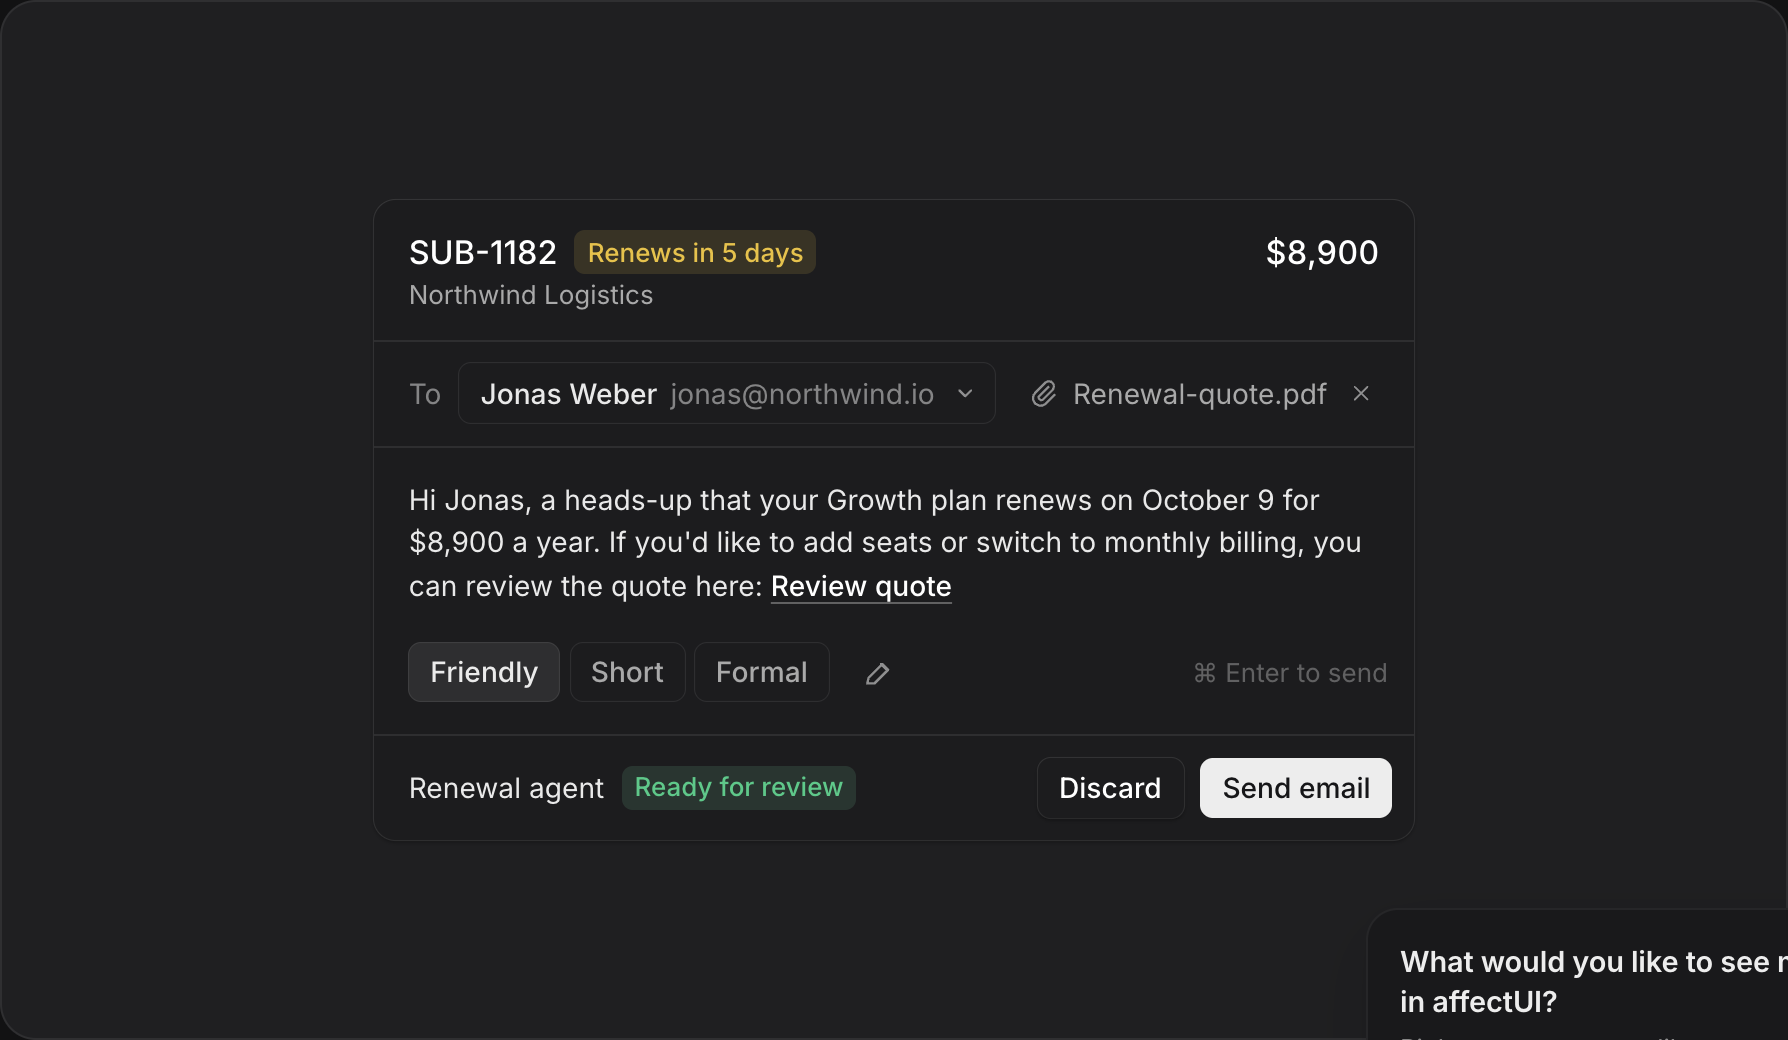 SUB-1182 Renews in 5 days $8,900
Northwind Logistics
To Jonas Weber jonas@northwind.io Renewal-quote.pdf
Hi Jonas, a heads-up that your Growth plan renews on October 9 for
$8,900 a year. If you'd like to add seats or switch to monthly billing, you
can review the quote here: Review quote
Friendly Short Formal ⌘ Enter to send
Renewal agent Ready for review Discard Send email
What would you like to see
in affectUI?